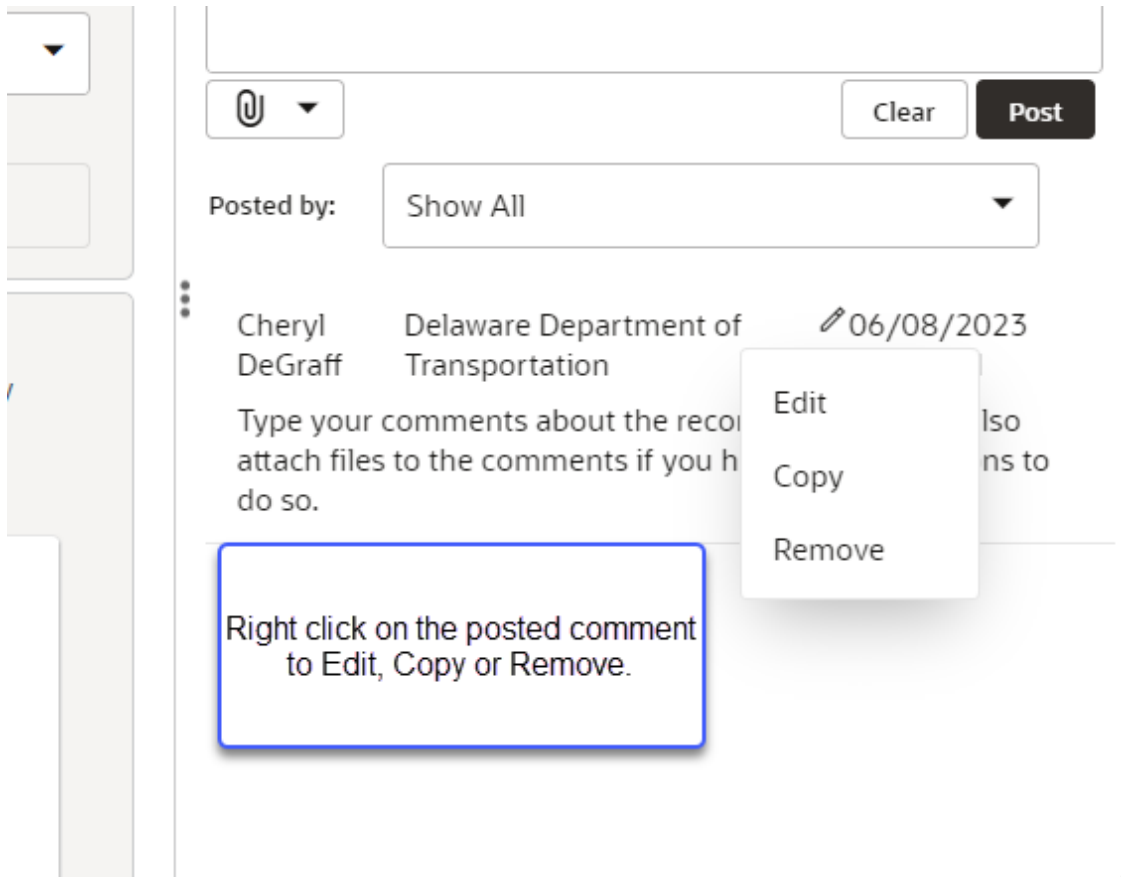 Clear Post
Posted by: Show All
Cheryl Delaware Department of 06/08/2023
DeGraff Transportation
Type your comments about the lso
attach files to the comments if you ns to
do so.
Edit
Copy
Remove
Right click on the posted comment
to Edit, Copy or Remove.